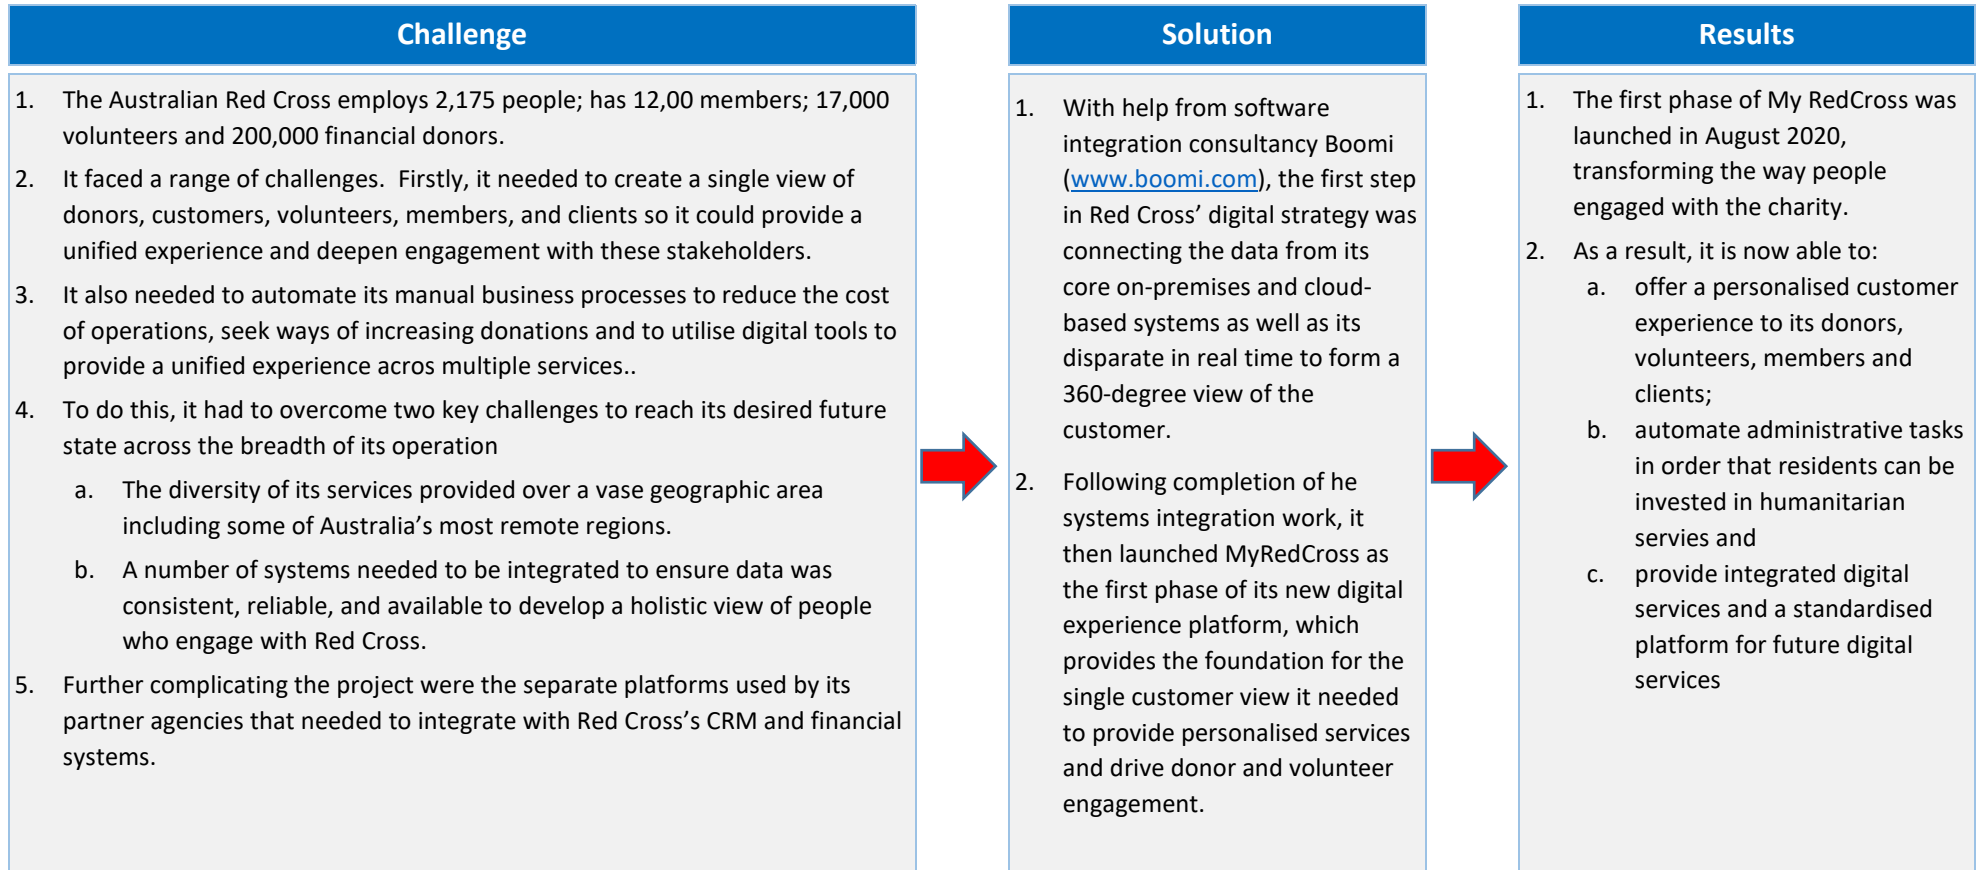 Challenge
1. The Australian Red Cross employs 2,175 people; has 12,00 members; 17,000
volunteers and 200,000 financial donors.
2. It faced a range of challenges.  Firstly, it needed to create a single view of
donors, customers, volunteers, members, and clients so it could provide a
unified experience and deepen engagement with these stakeholders.
3. It also needed to automate its manual business processes to reduce the cost
of operations, seek ways of increasing donations and to utilise digital tools to
provide a unified experience acros multiple services..
4. To do this, it had to overcome two key challenges to reach its desired future
state across the breadth of its operation
a. The diversity of its services provided over a vase geographic area
including some of Australia’s most remote regions.
b. A number of systems needed to be integrated to ensure data was
consistent, reliable, and available to develop a holistic view of people
who engage with Red Cross.
5. Further complicating the project were the separate platforms used by its
partner agencies that needed to integrate with Red Cross’s CRM and financial
systems.
Solution
1. With help from software
integration consultancy Boomi
(www.boomi.com), the first step
in Red Cross’ digital strategy was
connecting the data from its
core on-premises and cloud-
based systems as well as its
disparate in real time to form a
360-degree view of the
customer.
2. Following completion of he
systems integration work, it
then launched MyRedCross as
the first phase of its new digital
experience platform, which
provides the foundation for the
single customer view it needed
to provide personalised services
and drive donor and volunteer
engagement.
Results
1. The first phase of My RedCross was
launched in August 2020,
transforming the way people
engaged with the charity.
2. As a result, it is now able to:
a. offer a personalised customer
experience to its donors,
volunteers, members and
clients;
b. automate administrative tasks
in order that residents can be
invested in humanitarian
servies and
c. provide integrated digital
services and a standardised
platform for future digital
services